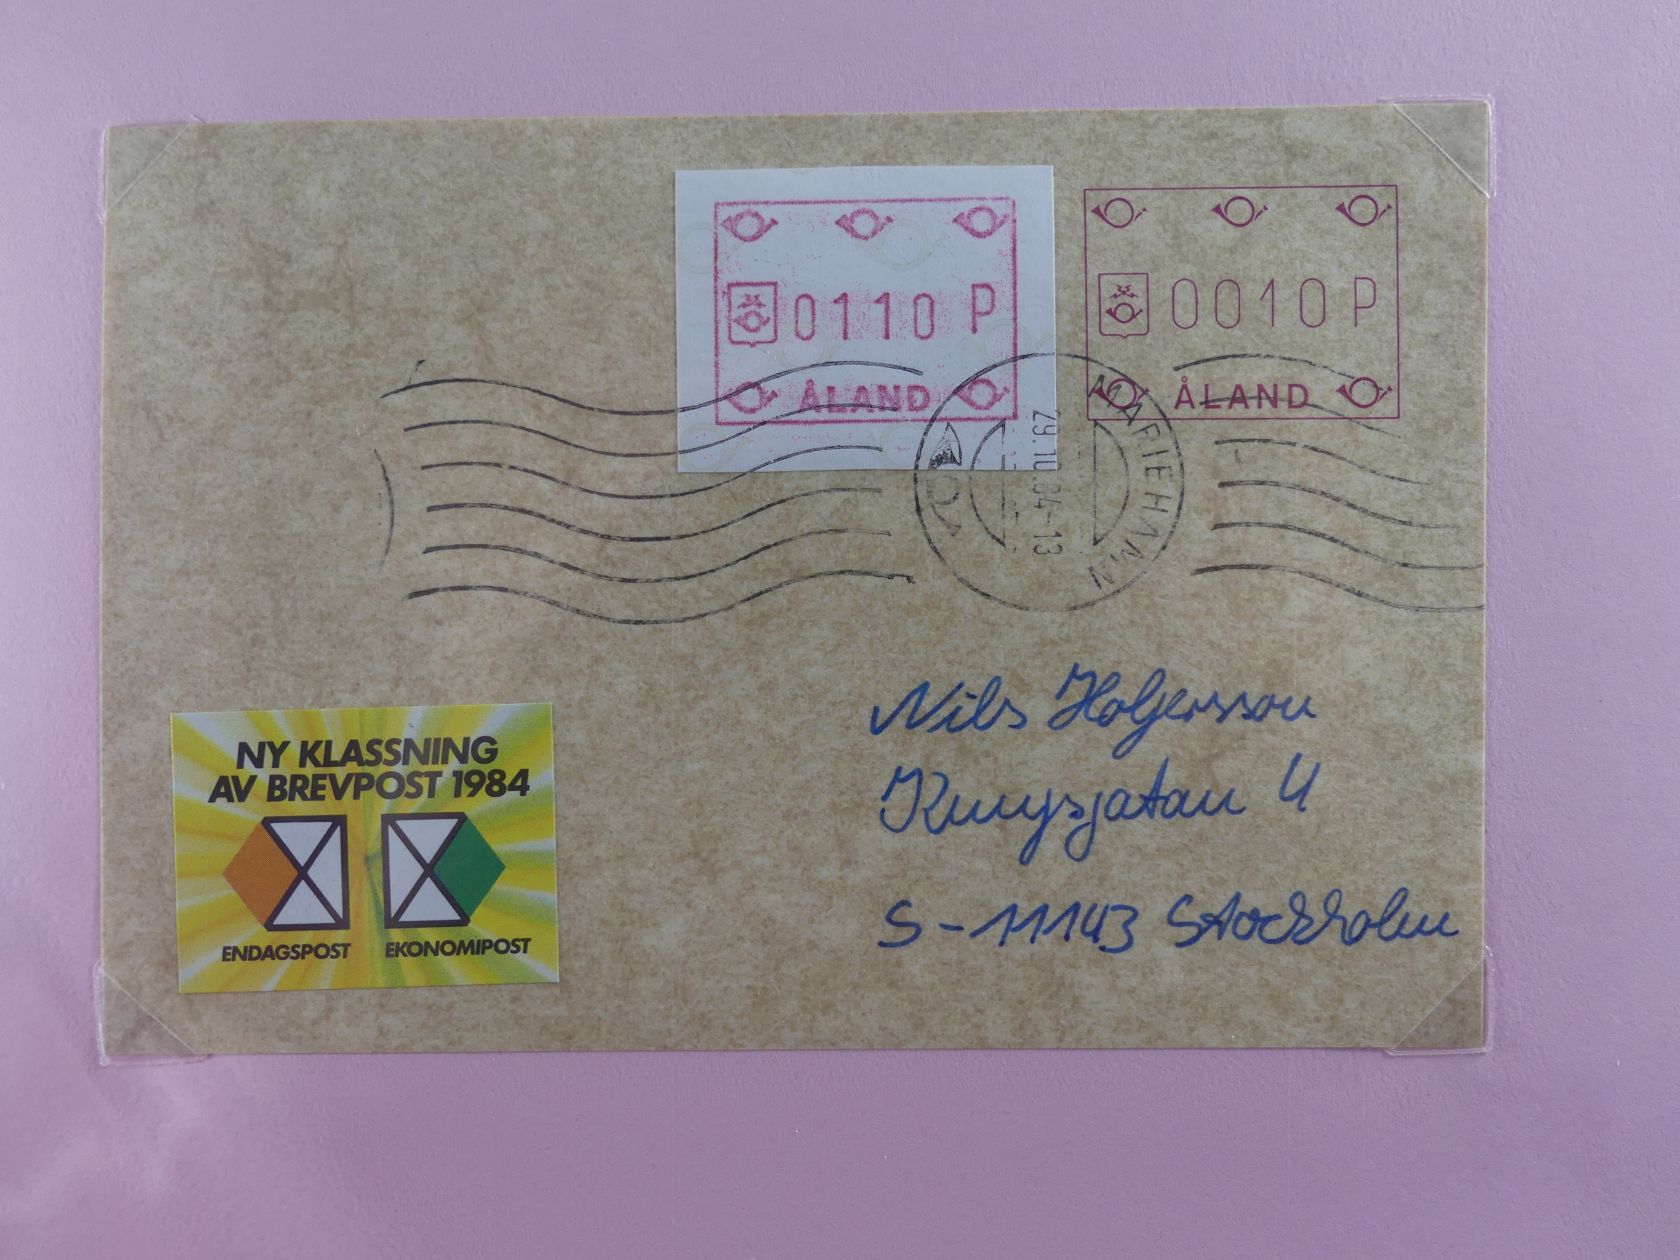 0110 P
ÅLAND
0010 P
ÅLAND
MARIEHAMN
29.10.84-13
Nils Holgersson
Kungsgatan 4
S-11143 Stockholm
NY KLASSNING
AV BREVPOST 1984
ENDAGSPOST EKONOMIPOST